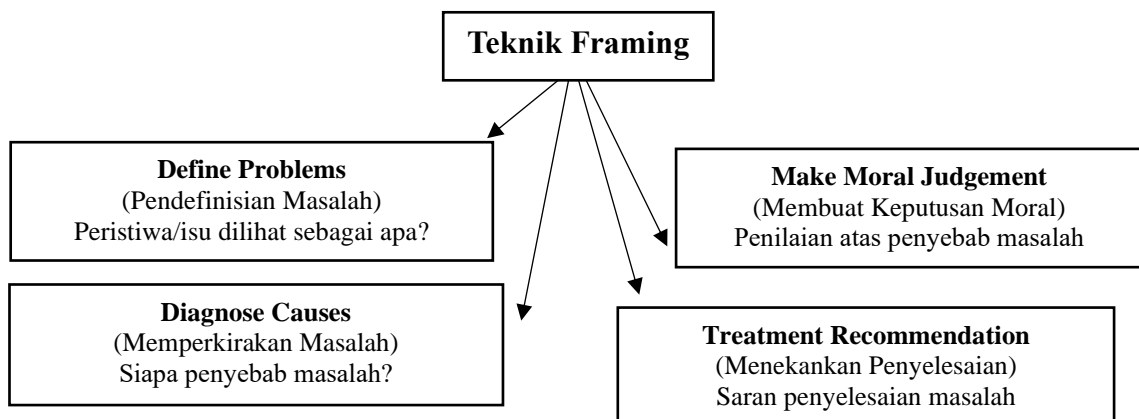 Teknik Framing
Define Problems
(Pendefinisian Masalah)
Peristiwa/isu dilihat sebagai apa?
Make Moral Judgement
(Membuat Keputusan Moral)
Penilaian atas penyebab masalah
Diagnose Causes
(Memperkirakan Masalah)
Siapa penyebab masalah?
Treatment Recommendation
(Menekankan Penyelesaian)
Saran penyelesaian masalah